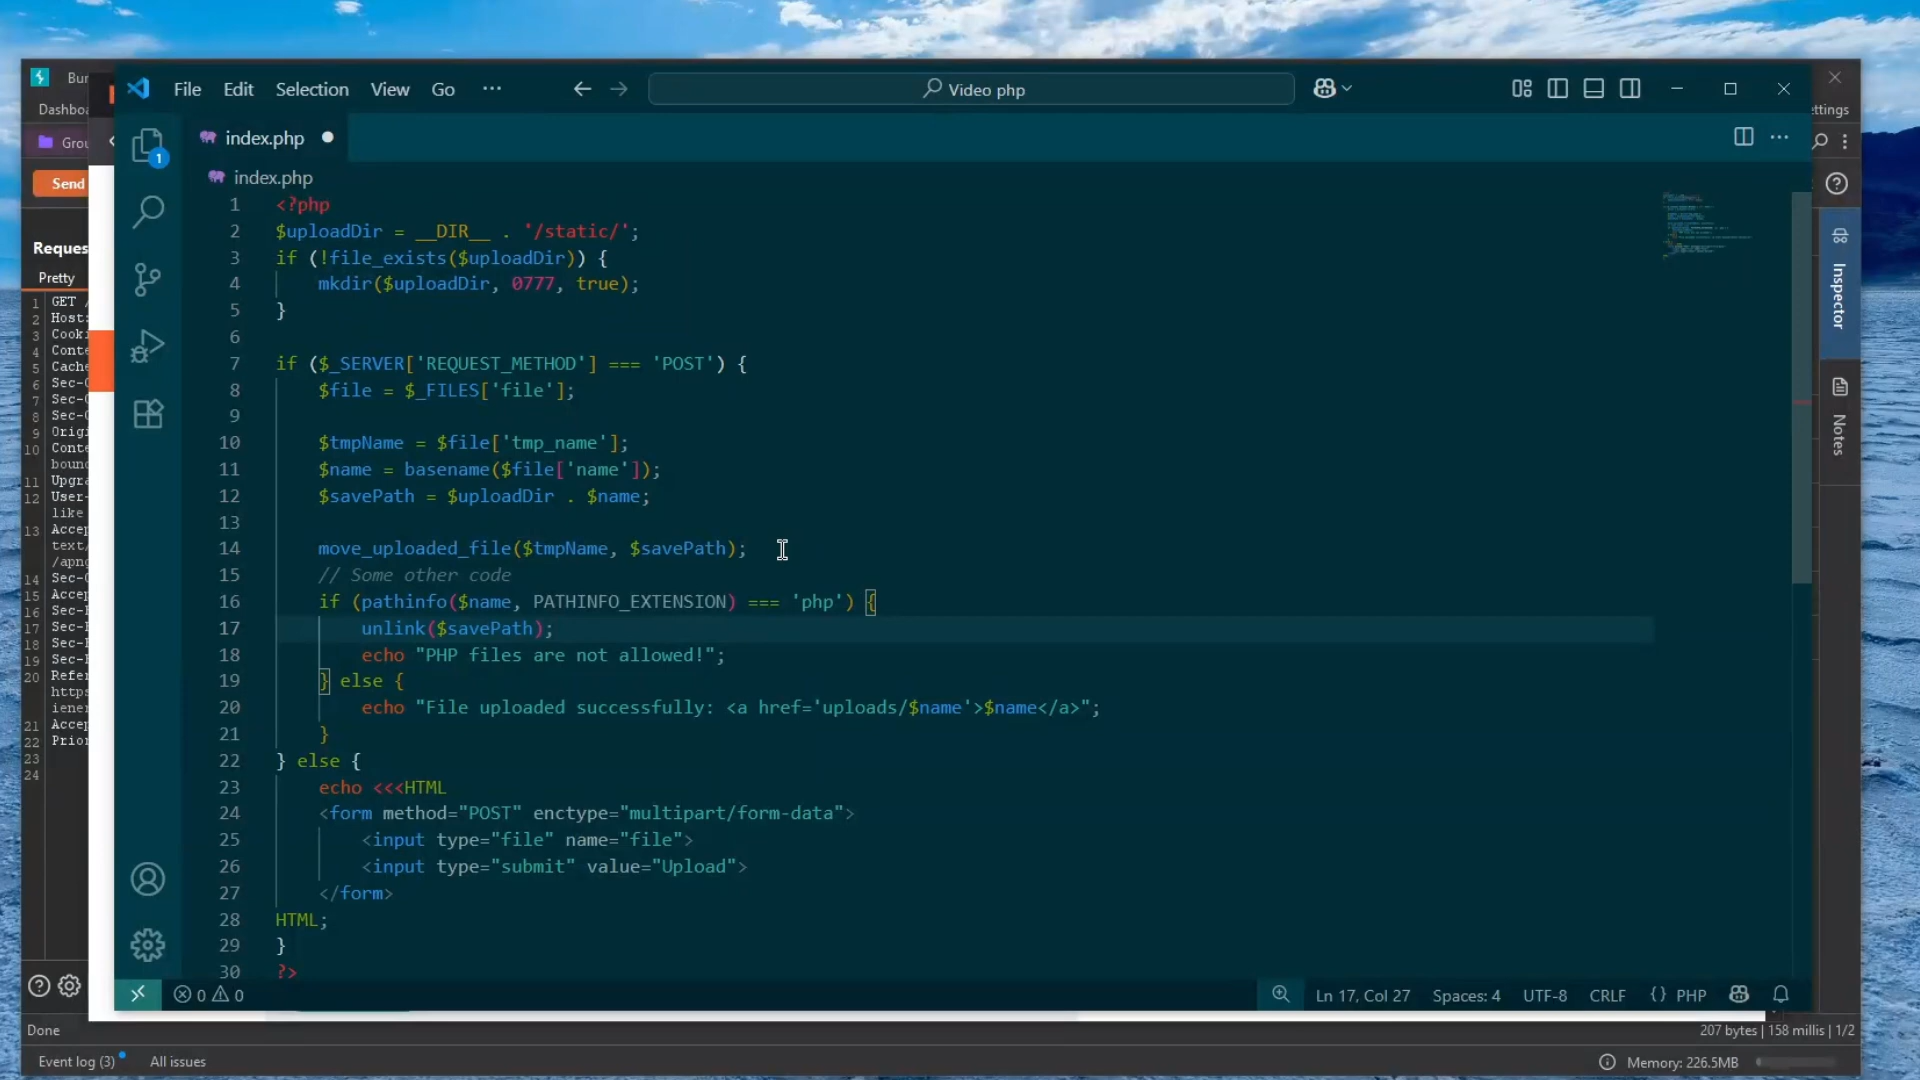 Bur
Dashbo
Grou
Send
Reques
Pretty
1 GET /
2 Host:
3 Cooki
4 Conte
5 Cache
6 Sec-C
7 Sec-
8 Sec-
9 Origi
10 Conte
bound
11 Upgra
12 User-
like
13 Accep
text/
/apng
14 Sec-
15 Accep
16 Sec-F
17 Sec-F
18 Sec-F
19 Sec-F
20 Refer
https
iener
21 Accep
22 Prior
23
24
Done
Event log (3)
All issues
File Edit Selection View Go ···
Video php
index.php
index.php
1 <?php
2 $uploadDir = __DIR__ . '/static/';
3 if (!file_exists($uploadDir)) {
4 mkdir($uploadDir, 0777, true);
5 }
6
7 if ($_SERVER['REQUEST_METHOD'] === 'POST') {
8 $file = $_FILES['file'];
9
10 $tmpName = $file['tmp_name'];
11 $name = basename($file['name']);
12 $savePath = $uploadDir . $name;
13
14 move_uploaded_file($tmpName, $savePath);
15 // Some other code
16 if (pathinfo($name, PATHINFO_EXTENSION) === 'php') {
17 unlink($savePath);
18 echo "PHP files are not allowed!";
19 } else {
20 echo "File uploaded successfully: <a href='uploads/$name'>$name</a>";
21 }
22 } else {
23 echo <<<HTML
24 <form method="POST" enctype="multipart/form-data">
25 <input type="file" name="file">
26 <input type="submit" value="Upload">
27 </form>
28 HTML;
29 }
30 ?>
1
0 0
Ln 17, Col 27 Spaces: 4 UTF-8 CRLF {} PHP
ttings
Inspector
Notes
207 bytes | 158 millis | 1/2
Memory: 226.5MB